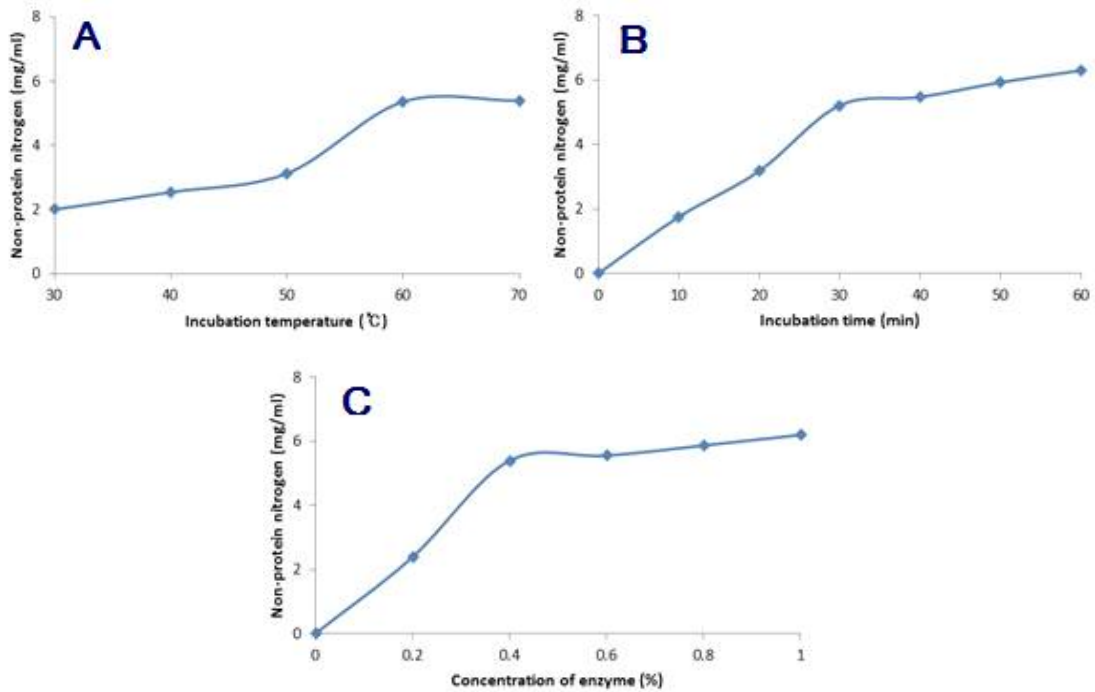 A
Non-protein nitrogen (mg/ml)
8
6
4
2
0
30 40 50 60 70
Incubation temperature (℃)
B
Non-protein nitrogen (mg/ml)
8
6
4
2
0
0 10 20 30 40 50 60
Incubation time (min)
C
Non-protein nitrogen (mg/ml)
8
6
4
2
0
0 0.2 0.4 0.6 0.8 1
Concentration of enzyme (%)